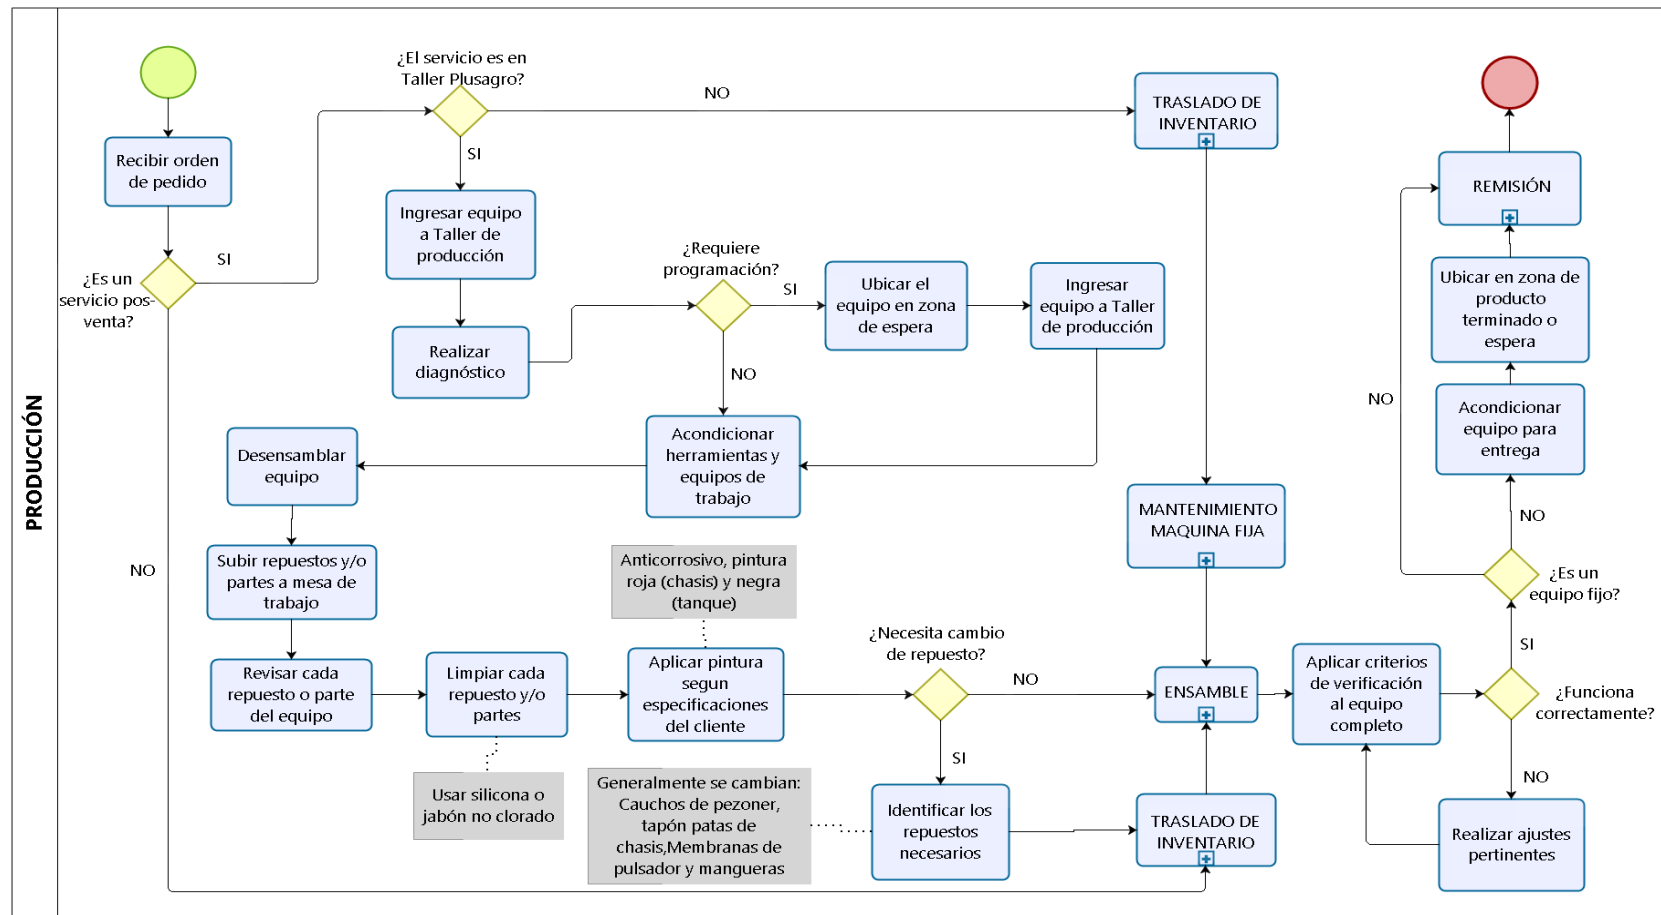 PRODUCCIÓN
Recibir orden
de pedido
¿Es un
servicio pos-
venta?
SI
NO
¿El servicio es en
Taller Plusagro?
NO
SI
Ingresar equipo
a Taller de
producción
Realizar
diagnóstico
¿Requiere
programación?
SI
NO
Ubicar el
equipo en zona
de espera
Ingresar
equipo a Taller
de producción
TRASLADO DE
INVENTARIO
MANTENIMIENTO
MAQUINA FIJA
Acondicionar
herramientas y
equipos de
trabajo
Desensamblar
equipo
Subir repuestos y/o
partes a mesa de
trabajo
Revisar cada
repuesto o parte
del equipo
Limpiar cada
repuesto y/o
partes
Usar silicona o
jabón no clorado
Anticorrosivo, pintura
roja (chasis) y negra
(tanque)
Aplicar pintura
segun
especificaciones
del cliente
¿Necesita cambio
de repuesto?
NO
SI
Generalmente se cambian:
Cauchos de pezoner,
tapón patas de
chasis,Membranas de
pulsador y mangueras
Identificar los
repuestos
necesarios
TRASLADO DE
INVENTARIO
ENSAMBLE
Aplicar criterios
de verificación
al equipo
completo
¿Funciona
correctamente?
NO
SI
Realizar ajustes
pertinentes
¿Es un
equipo fijo?
NO
NO
Acondicionar
equipo para
entrega
Ubicar en zona de
producto
terminado o
espera
REMISIÓN